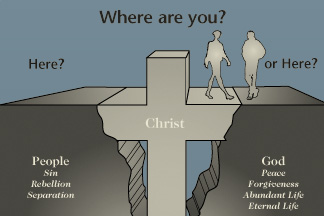 Where are you?
Here?
or Here?
Christ
People
Sin
Rebellion
Separation
God
Peace
Forgiveness
Abundant Life
Eternal Life